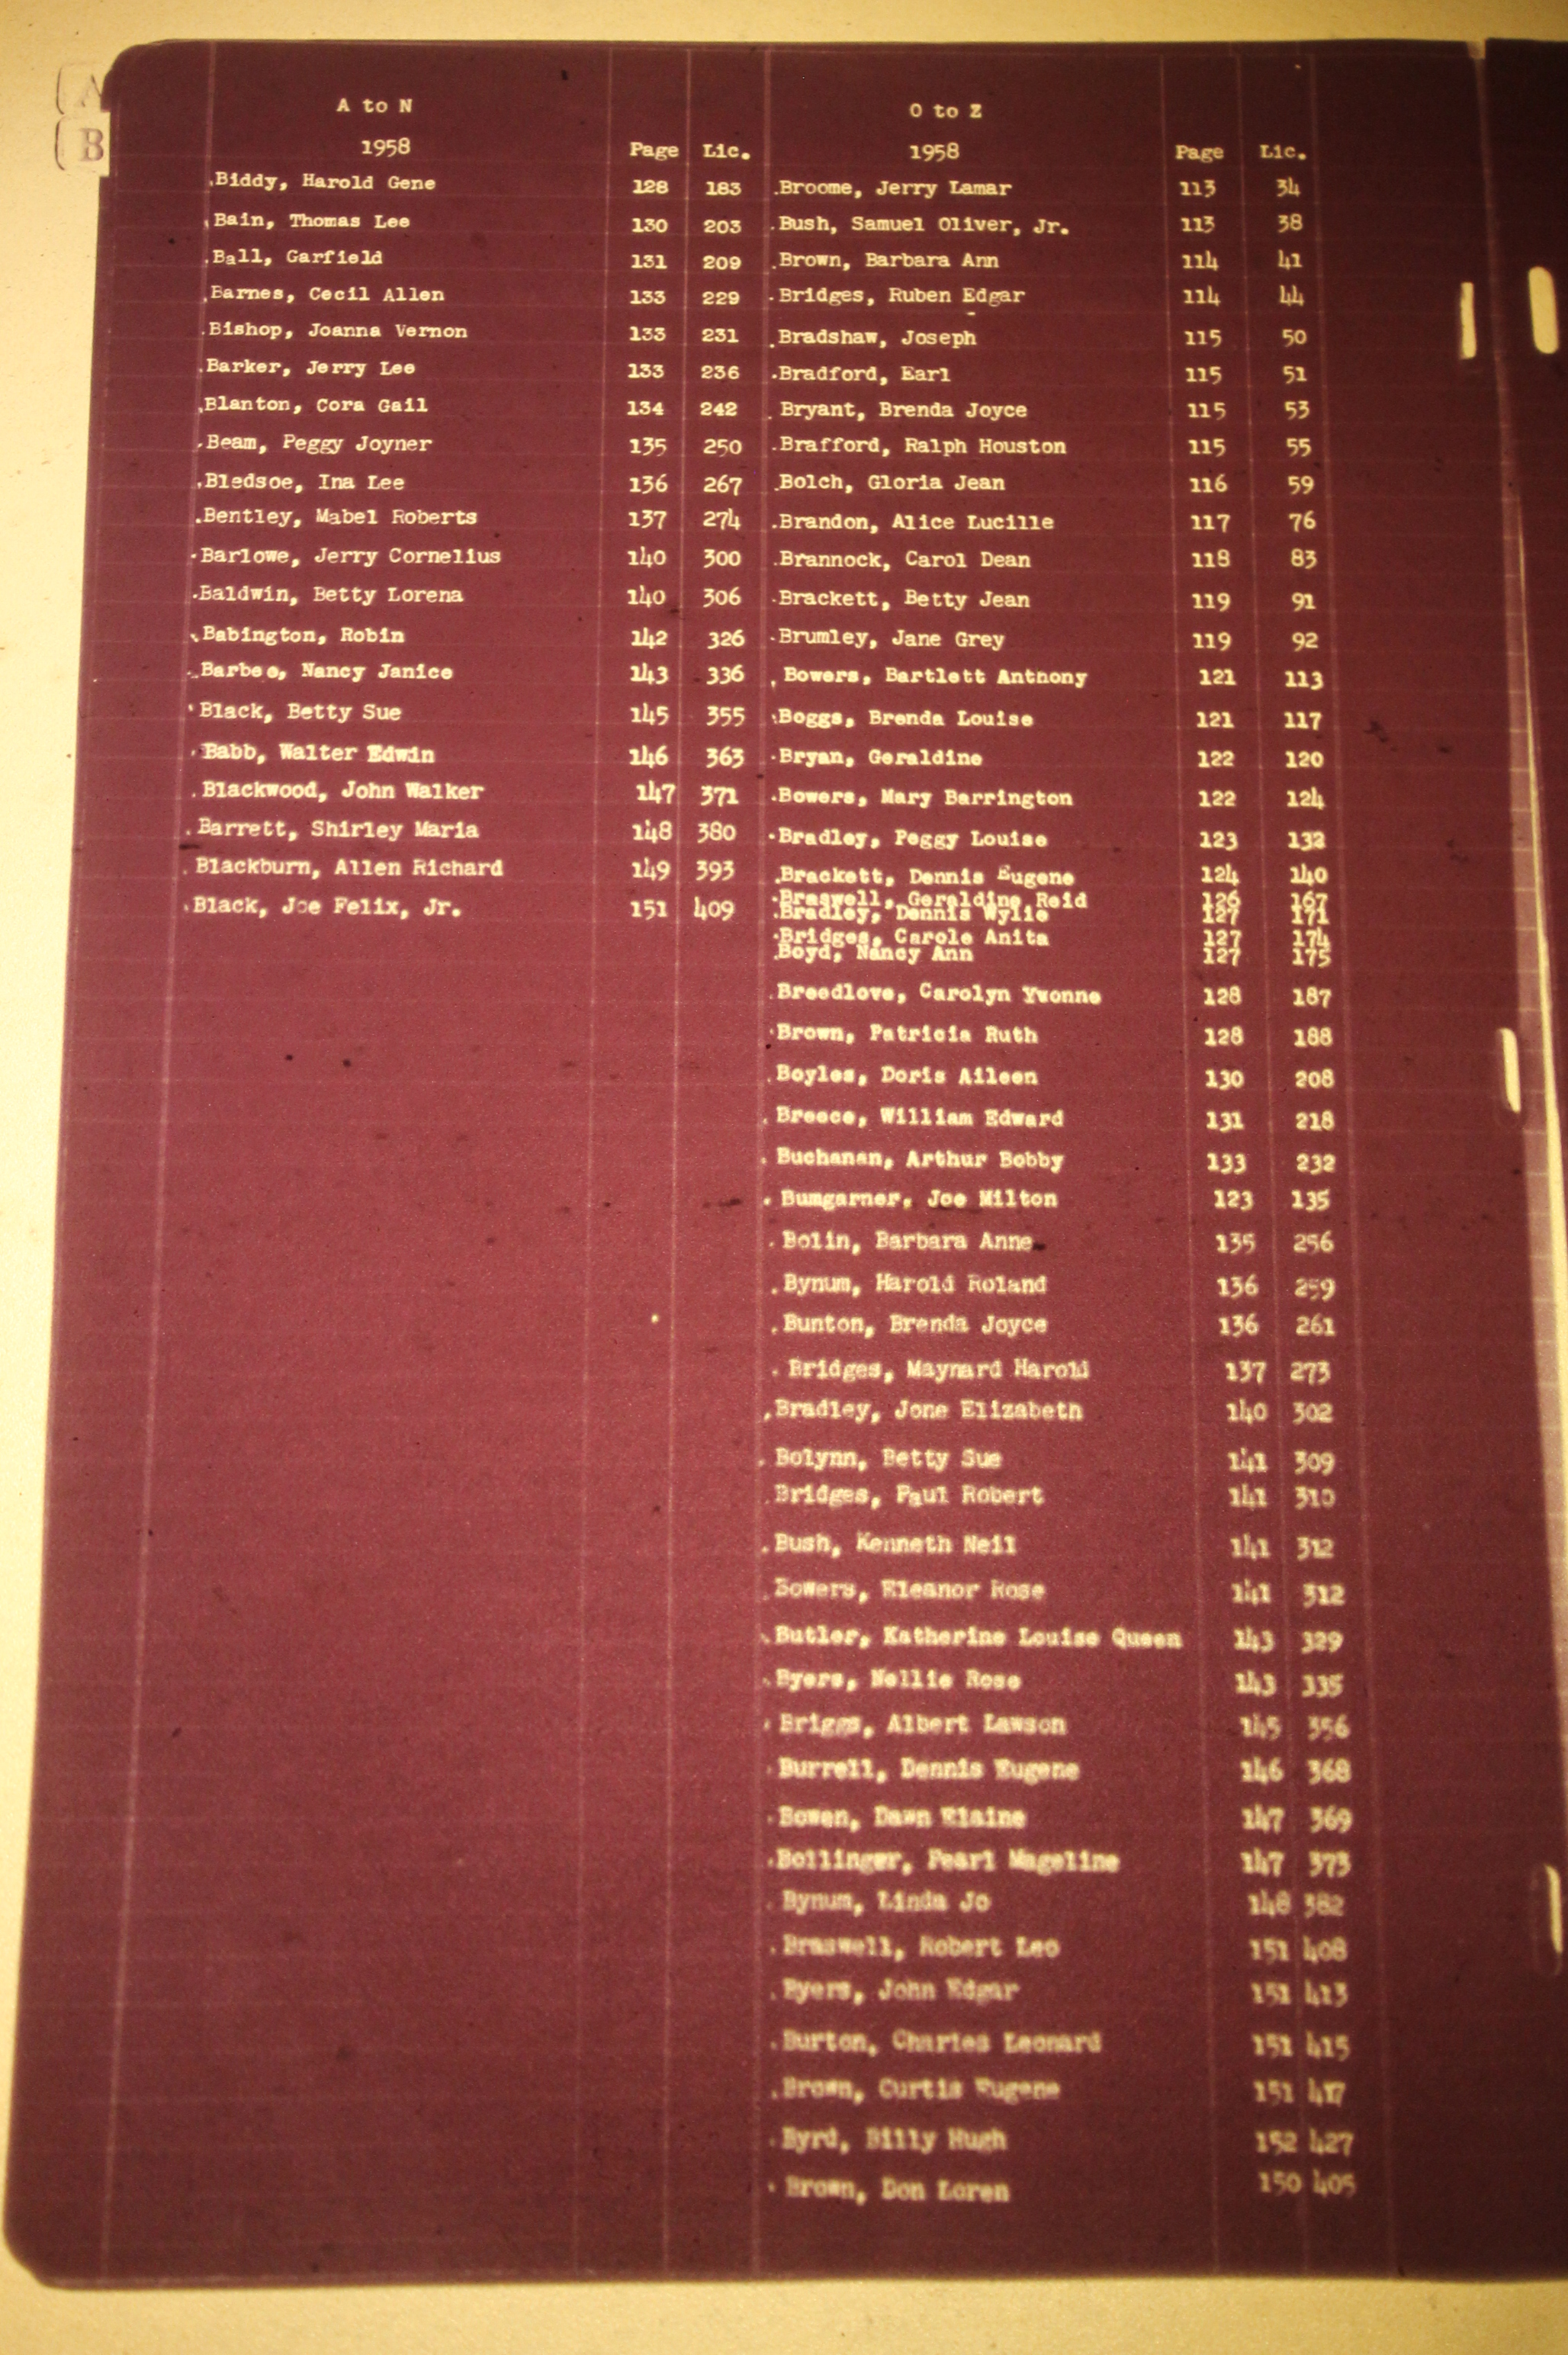 A
B
A to N
1958 Page Lic.
Biddy, Harold Gene 128 183
Bain, Thomas Lee 130 203
Ball, Garfield 131 209
Barnes, Cecil Allen 133 229
Bishop, Joanna Vernon 133 231
Barker, Jerry Lee 133 236
Blanton, Cora Gail 134 242
Beam, Peggy Joyner 135 250
Bledsoe, Ina Lee 136 267
Bentley, Mabel Roberts 137 274
Barlowe, Jerry Cornelius 140 300
Baldwin, Betty Lorena 140 306
Babington, Robin 142 326
Barbee, Nancy Janice 143 336
Black, Betty Sue 145 355
Babb, Walter Edwin 146 363
Blackwood, John Walker 147 371
Barrett, Shirley Maria 148 380
Blackburn, Allen Richard 149 393
Black, Joe Felix, Jr. 151 409
O to Z
1958 Page Lic.
Broome, Jerry Lamar 113 34
Bush, Samuel Oliver, Jr. 113 38
Brown, Barbara Ann 114 41
Bridges, Ruben Edgar 114 44
Bradshaw, Joseph 115 50
Bradford, Earl 115 51
Bryant, Brenda Joyce 115 53
Brafford, Ralph Houston 115 55
Bolch, Gloria Jean 116 59
Brandon, Alice Lucille 117 76
Brannock, Carol Dean 118 83
Brackett, Betty Jean 119 91
Brumley, Jane Grey 119 92
Bowers, Bartlett Antnony 121 113
Boggs, Brenda Louise 121 117
Bryan, Geraldine 122 120
Bowers, Mary Barrington 122 124
Bradley, Peggy Louise 123 132
Brackett, Dennis Eugene 124 140
Braswell, Geraldine Reid 126 167
Bradley, Dennis Wylie 127 171
Bridges, Carole Anita 127 174
Boyd, Nancy Ann 127 175
Breedlove, Carolyn Yvonne 128 187
Brown, Patricia Ruth 128 188
Boyles, Doris Aileen 130 208
Breece, William Edward 131 218
Buchanan, Arthur Bobby 133 232
Bumgarner, Joe Milton 123 135
Bolin, Barbara Anne 135 256
Bynum, Harold Roland 136 259
Bunton, Brenda Joyce 136 261
Bridges, Maynard Harold 137 273
Bradley, Jone Elizabeth 140 302
Bolynn, Betty Sue 141 309
Bridges, Paul Robert 141 310
Bush, Kenneth Neil 141 312
Bowers, Eleanor Rose 141 312
Butler, Katherine Louise Queen 143 329
Byers, Nellie Rose 143 335
Briggs, Albert Lawson 145 356
Burrell, Dennis Eugene 146 368
Bowen, Dawn Elaine 147 369
Bollinger, Pearl Mageline 147 373
Bynum, Linda Jo 148 382
Braswell, Robert Leo 151 408
Byers, John Edgar 151 413
Burton, Charles Leonard 151 415
Brown, Curtis Eugene 151 417
Byrd, Billy Hugh 152 427
Brown, Don Loren 150 405